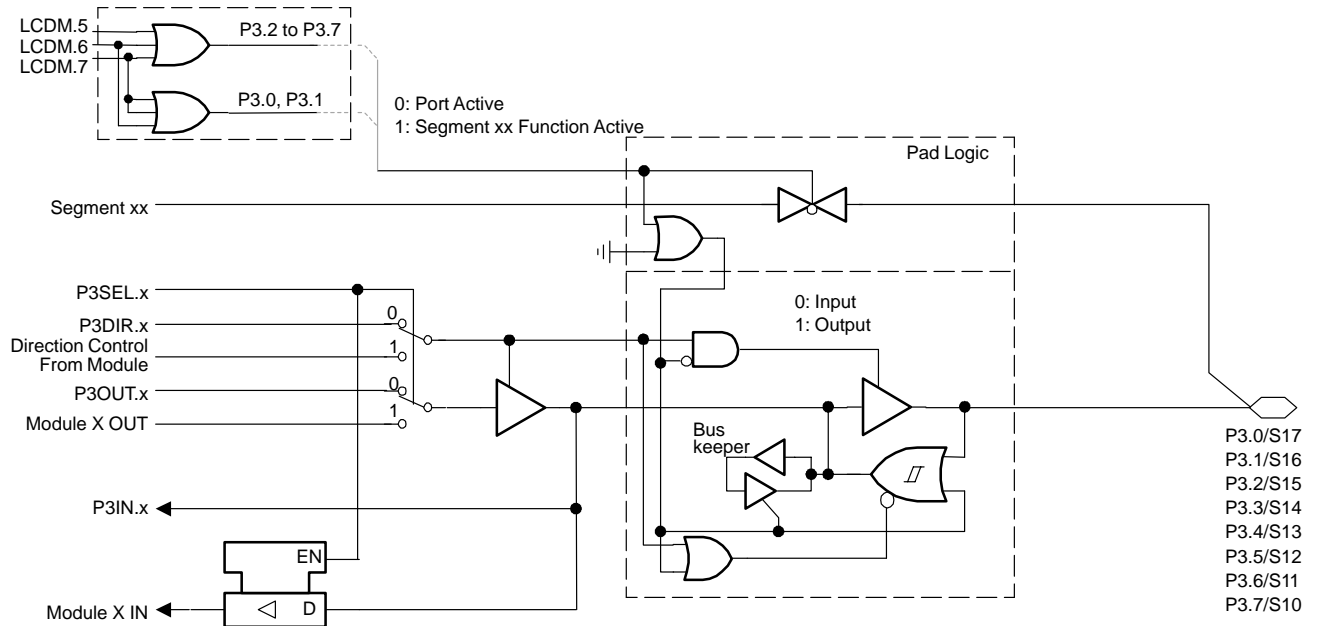 LCDM.5
LCDM.6
LCDM.7
P3.2 to P3.7
P3.0, P3.1
0: Port Active
1: Segment xx Function Active
Pad Logic
Segment xx
P3SEL.x
P3DIR.x
Direction Control
From Module
P3OUT.x
Module X OUT
0
1
0
1
0: Input
1: Output
Bus
keeper
P3IN.x
EN
D
Module X IN
P3.0/S17
P3.1/S16
P3.2/S15
P3.3/S14
P3.4/S13
P3.5/S12
P3.6/S11
P3.7/S10